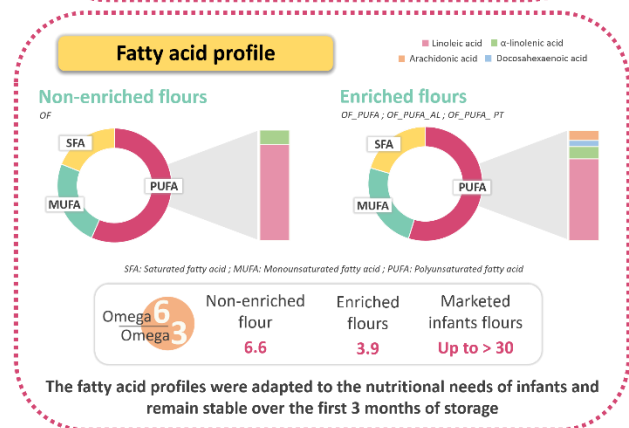 Fatty acid profile
Linoleic acid α-linolenic acid
Arachidonic acid Docosahexaenoic acid
Non-enriched flours
OF
SFA
MUFA
PUFA
Enriched flours
OF_PUFA ; OF_PUFA_AL ; OF_PUFA_ PT
SFA
MUFA
PUFA
SFA: Saturated fatty acid ; MUFA: Monounsaturated fatty acid ; PUFA: Polyunsaturated fatty acid
Omega 6
Omega 3
Non-enriched
flour
6.6
Enriched
flours
3.9
Marketed
infants flours
Up to > 30
The fatty acid profiles were adapted to the nutritional needs of infants and
remain stable over the first 3 months of storage